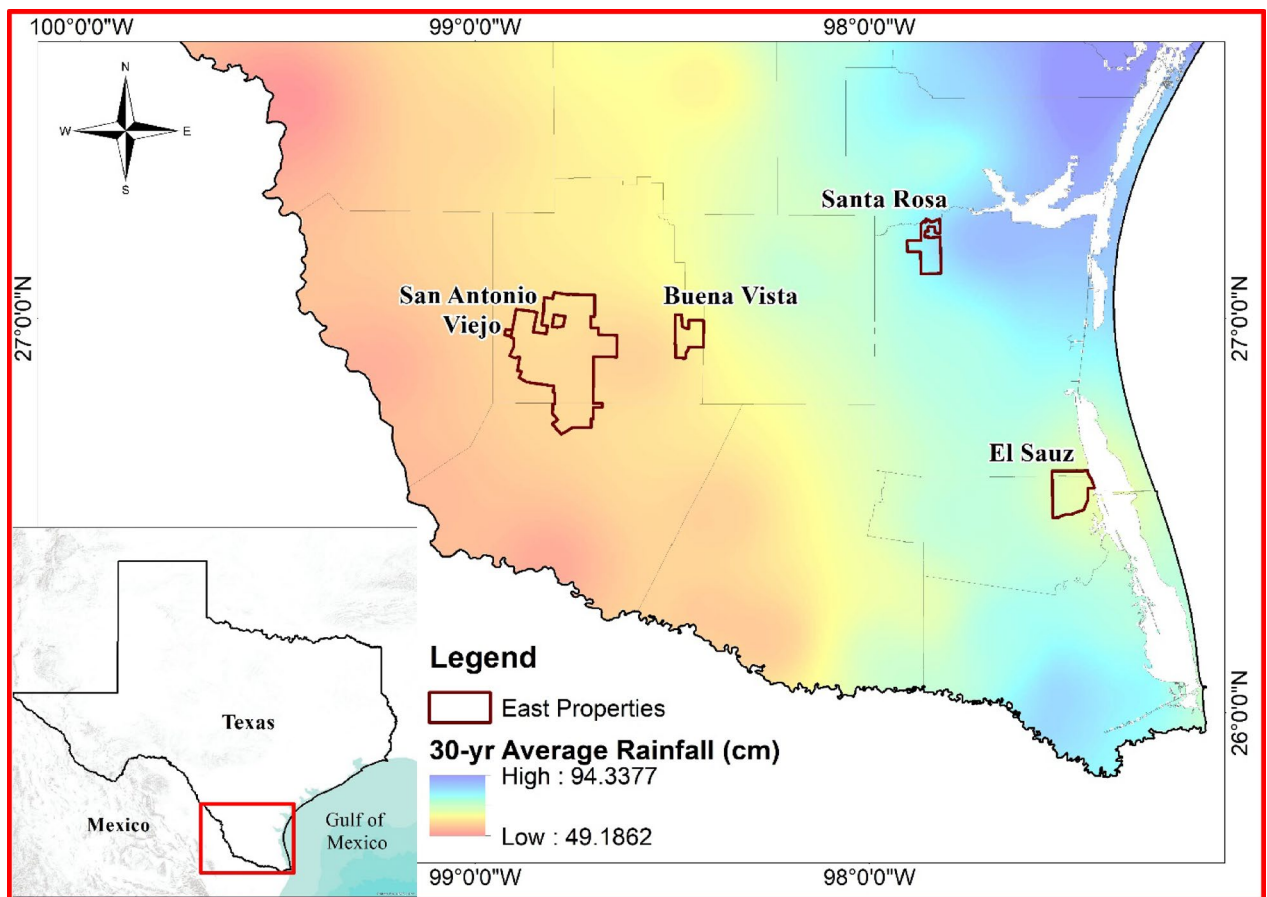 100°0'0"W
99°0'0"W
98°0'0"W
N
W
E
S
Santa Rosa
San Antonio
Viejo
Buena Vista
27°0'0"N
27°0'0"N
El Sauz
Legend
East Properties
30-yr Average Rainfall (cm)
High : 94.3377
Low : 49.1862
26°0'0"N
Texas
Mexico
Gulf of
Mexico
99°0'0"W
98°0'0"W